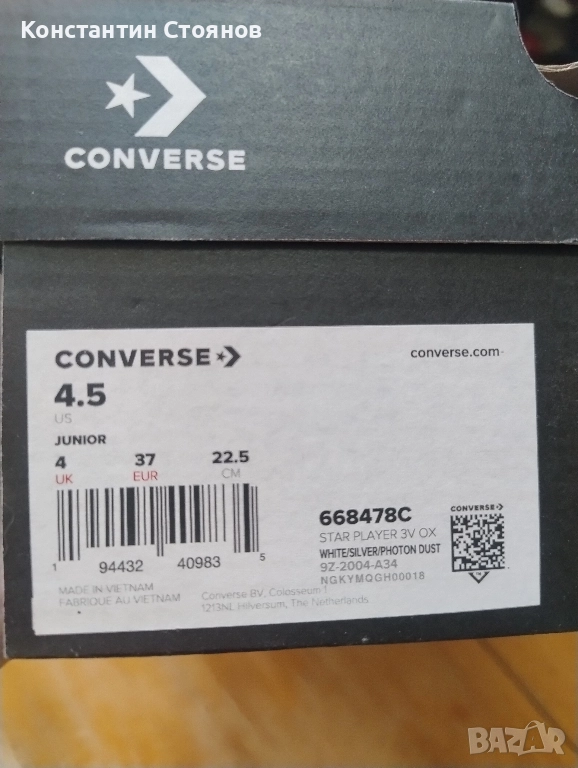 Константин Стоянов
CONVERSE
CONVERSE
converse.com
4.5
US
JUNIOR
4 37 22.5
UK EUR CM
1 94432 40983 5
668478C
STAR PLAYER 3V OX
WHITE/SILVER/PHOTON DUST
9Z-2004-A34
NGKYMQGH00018
CONVERSE
MADE IN VIETNAM
FABRIQUE AU VIETNAM
Converse BV, Colosseum 1
1213NL Hilversum, The Netherlands
BAZAR